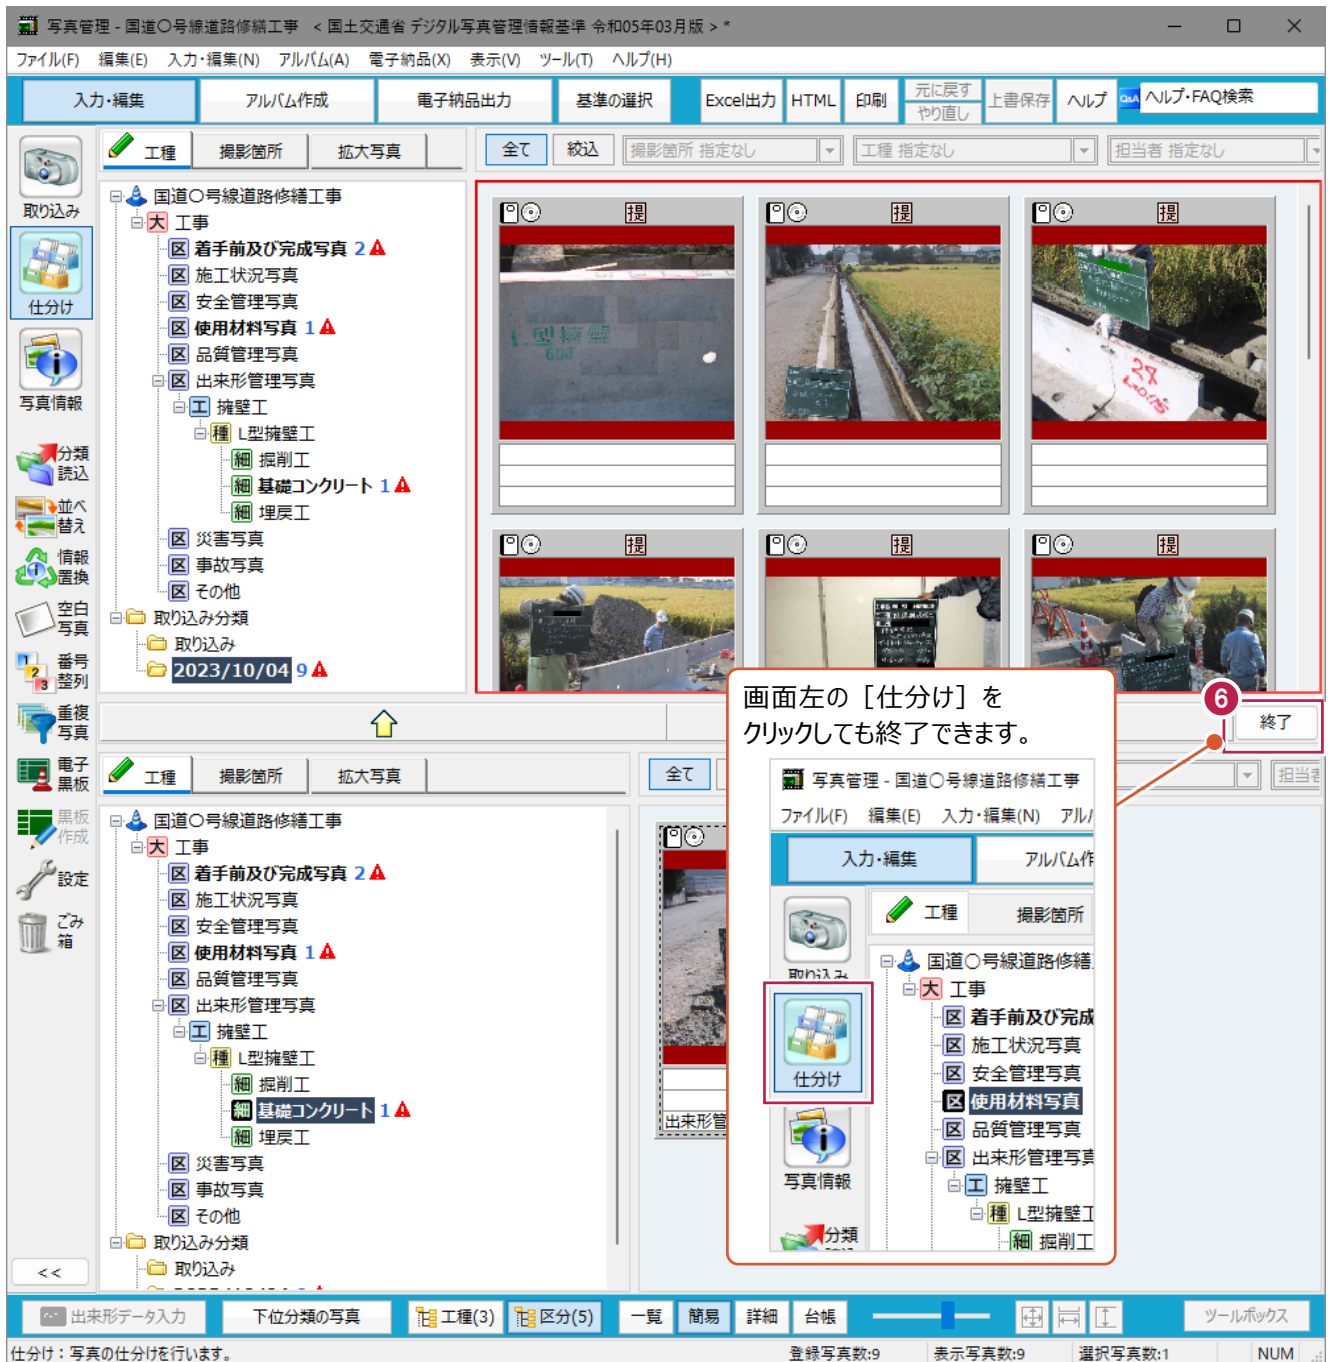 写真管理 - 国道〇号線道路修繕工事 < 国土交通省 デジタル写真管理情報基準 令和05年03月版 > *
ファイル(F) 編集(E) 入力・編集(N) アルバム(A) 電子納品(X) 表示(V) ツール(T) ヘルプ(H)
入力・編集 アルバム作成 電子納品出力 基準の選択 Excel出力 HTML 印刷 元に戻す やり直し 上書保存 ヘルプ Q&A ヘルプ・FAQ検索
取り込み
仕分け
写真情報
分類
読込
並べ
替え
情報
置換
空白
写真
番号
整列
重複
写真
電子
黒板
黒板
作成
設定
ごみ
箱
<<
工種 撮影箇所 拡大写真
全て 絞込 撮影箇所 指定なし 工種 指定なし 担当者 指定なし
国道〇号線道路修繕工事
大 工事
区 着手前及び完成写真 2
区 施工状況写真
区 安全管理写真
区 使用材料写真 1
区 品質管理写真
区 出来形管理写真
工 擁壁工
種 L型擁壁工
細 掘削工
細 基礎コンクリート 1
細 埋戻工
区 災害写真
区 事故写真
区 その他
取り込み分類
取り込み
2023/10/04 9
提 提 提
L型擁壁
提 提 提
終了
6
画面左の［仕分け］を
クリックしても終了できます。
工種 撮影箇所 拡大写真
全て
担当者
国道〇号線道路修繕工事
大 工事
区 着手前及び完成写真 2
区 施工状況写真
区 安全管理写真
区 使用材料写真 1
区 品質管理写真
区 出来形管理写真
工 擁壁工
種 L型擁壁工
細 掘削工
細 基礎コンクリート 1
細 埋戻工
区 災害写真
区 事故写真
区 その他
取り込み分類
取り込み
出来形管
写真管理 - 国道〇号線道路修繕工事
ファイル(F) 編集(E) 入力・編集(N) アル
入力・編集 アルバム作
工種 撮影箇所
取り込み
仕分け
写真情報
分類
国道〇号線道路修繕
大 工事
区 着手前及び完成
区 施工状況写真
区 安全管理写真
区 使用材料写真
区 品質管理写真
区 出来形管理写真
工 擁壁工
種 L型擁壁工
細 掘削工
出来形データ入力 下位分類の写真 工種(3) 区分(5) 一覧 簡易 詳細 台帳 ツールボックス
仕分け：写真の仕分けを行います。 登録写真数:9 表示写真数:9 選択写真数:1 NUM